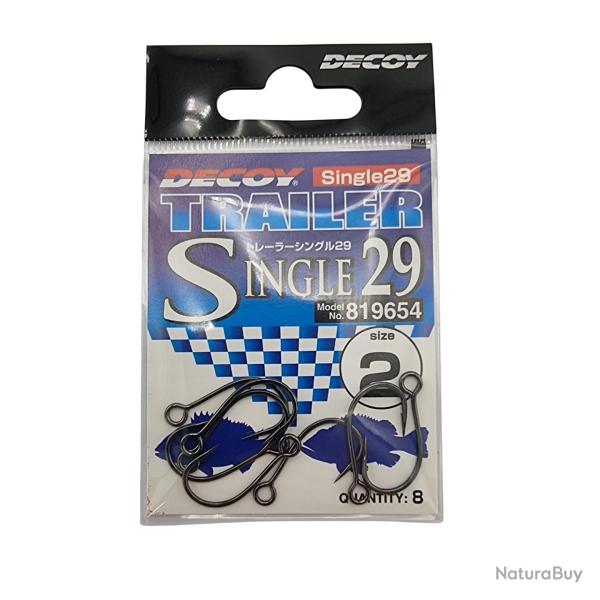 DECOY
DECOY® Single29
TRAILER
トレーラーシングル29
SINGLE 29
Model No. 819654
size
2
QUANTITY: 8
NaturaBuy